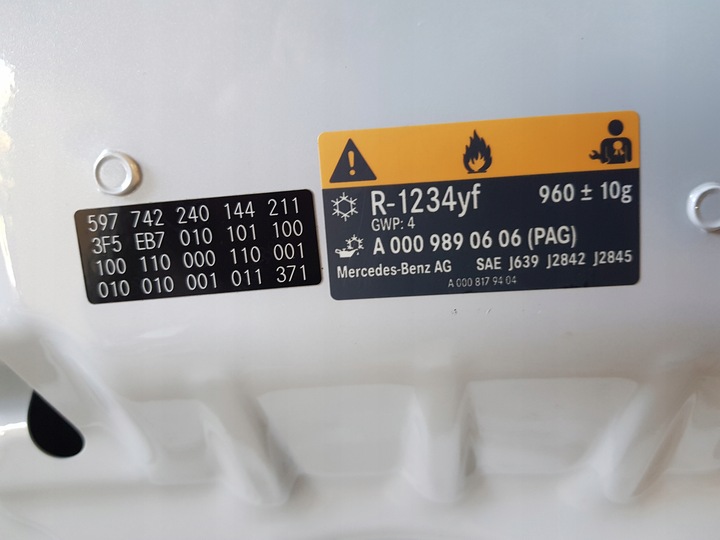 597 742 240 144 211
3F5 EB7 010 101 100
100 110 000 110 001
010 010 001 011 371
R-1234yf 960 ± 10g
GWP: 4
A 000 989 06 06 (PAG)
Mercedes-Benz AG SAE J639 J2842 J2845
A 000 817 94 04